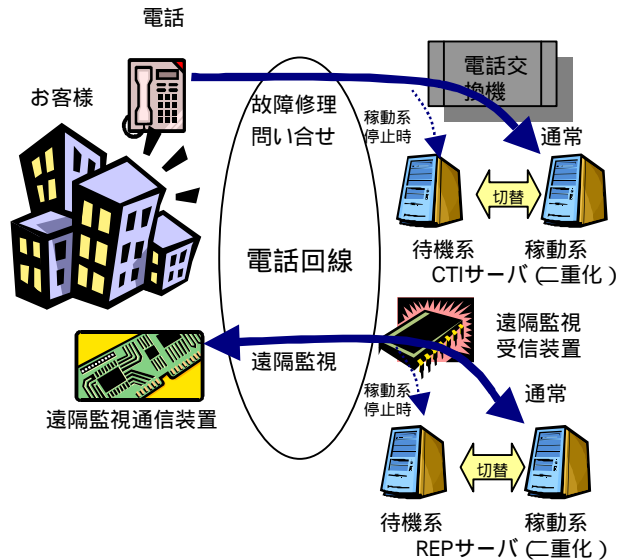 電話
お客様
故障修理
問い合せ
電話交
換機
稼動系
停止時
通常
切替
待機系
稼動系
CTIサーバ（二重化）
電話回線
遠隔監視
受信装置
遠隔監視
稼動系
停止時
通常
遠隔監視通信装置
切替
待機系
稼動系
REPサーバ（二重化）